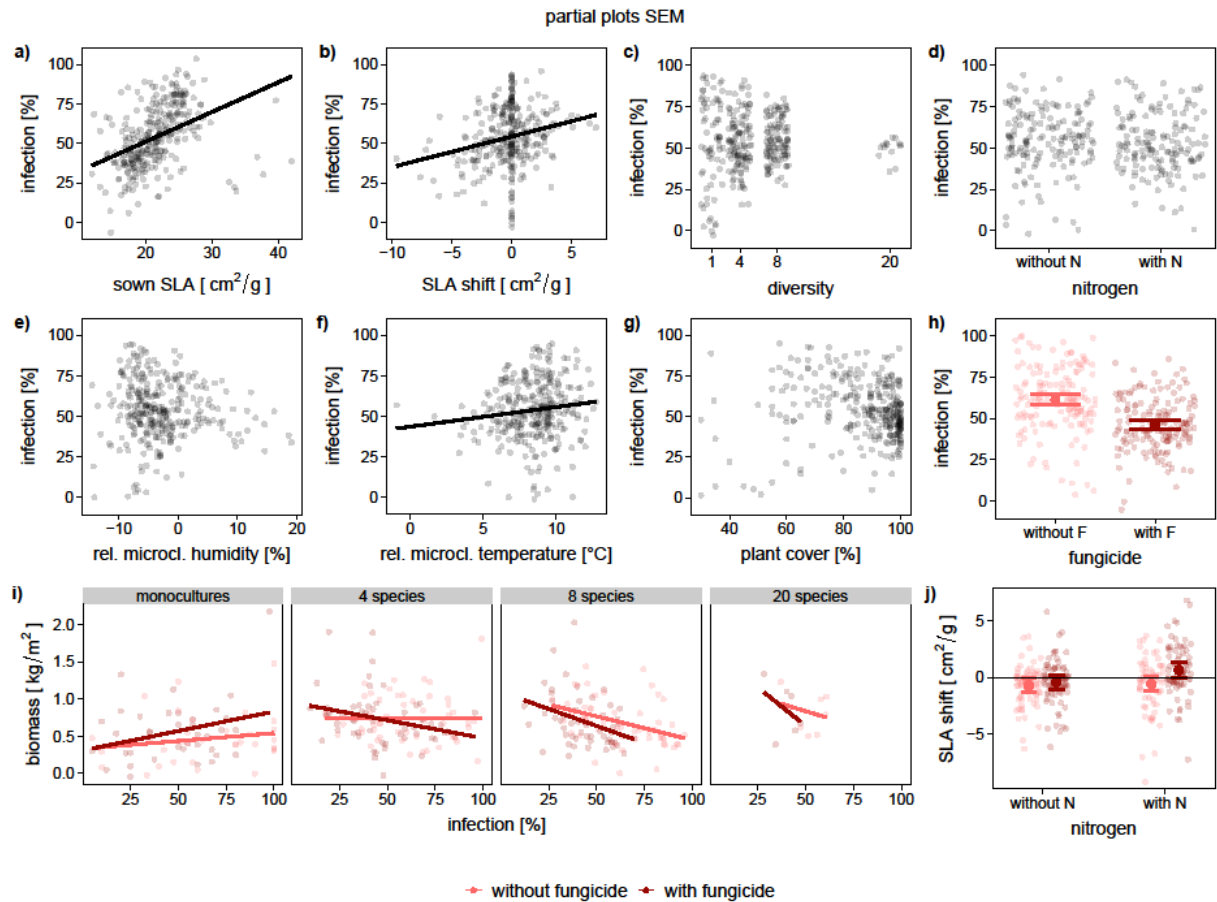 partial plots SEM
a) b) c) d)
infection [%] infection [%] infection [%] infection [%]
100 75 50 25 0
100 75 50 25 0
100 75 50 25 0
100 75 50 25 0
20 30 40
−10 −5 0 5
1 4 8 20
without N with N
sown SLA [ cm²/g ] SLA shift [ cm²/g ] diversity nitrogen
e) f) g) h)
infection [%] infection [%] infection [%] infection [%]
100 75 50 25 0
100 75 50 25 0
100 75 50 25 0
100 75 50 25 0
−10 0 10 20
0 5 10
40 60 80 100
without F with F
rel. microcl. humidity [%] rel. microcl. temperature [°C] plant cover [%] fungicide
i) monocultures 4 species 8 species 20 species j)
biomass [ kg/m² ]
2.0 1.5 1.0 0.5 0.0
25 50 75 100
25 50 75 100
25 50 75 100
25 50 75 100
infection [%]
SLA shift [ cm²/g ]
5 0 −5
without N with N
nitrogen
without fungicide with fungicide